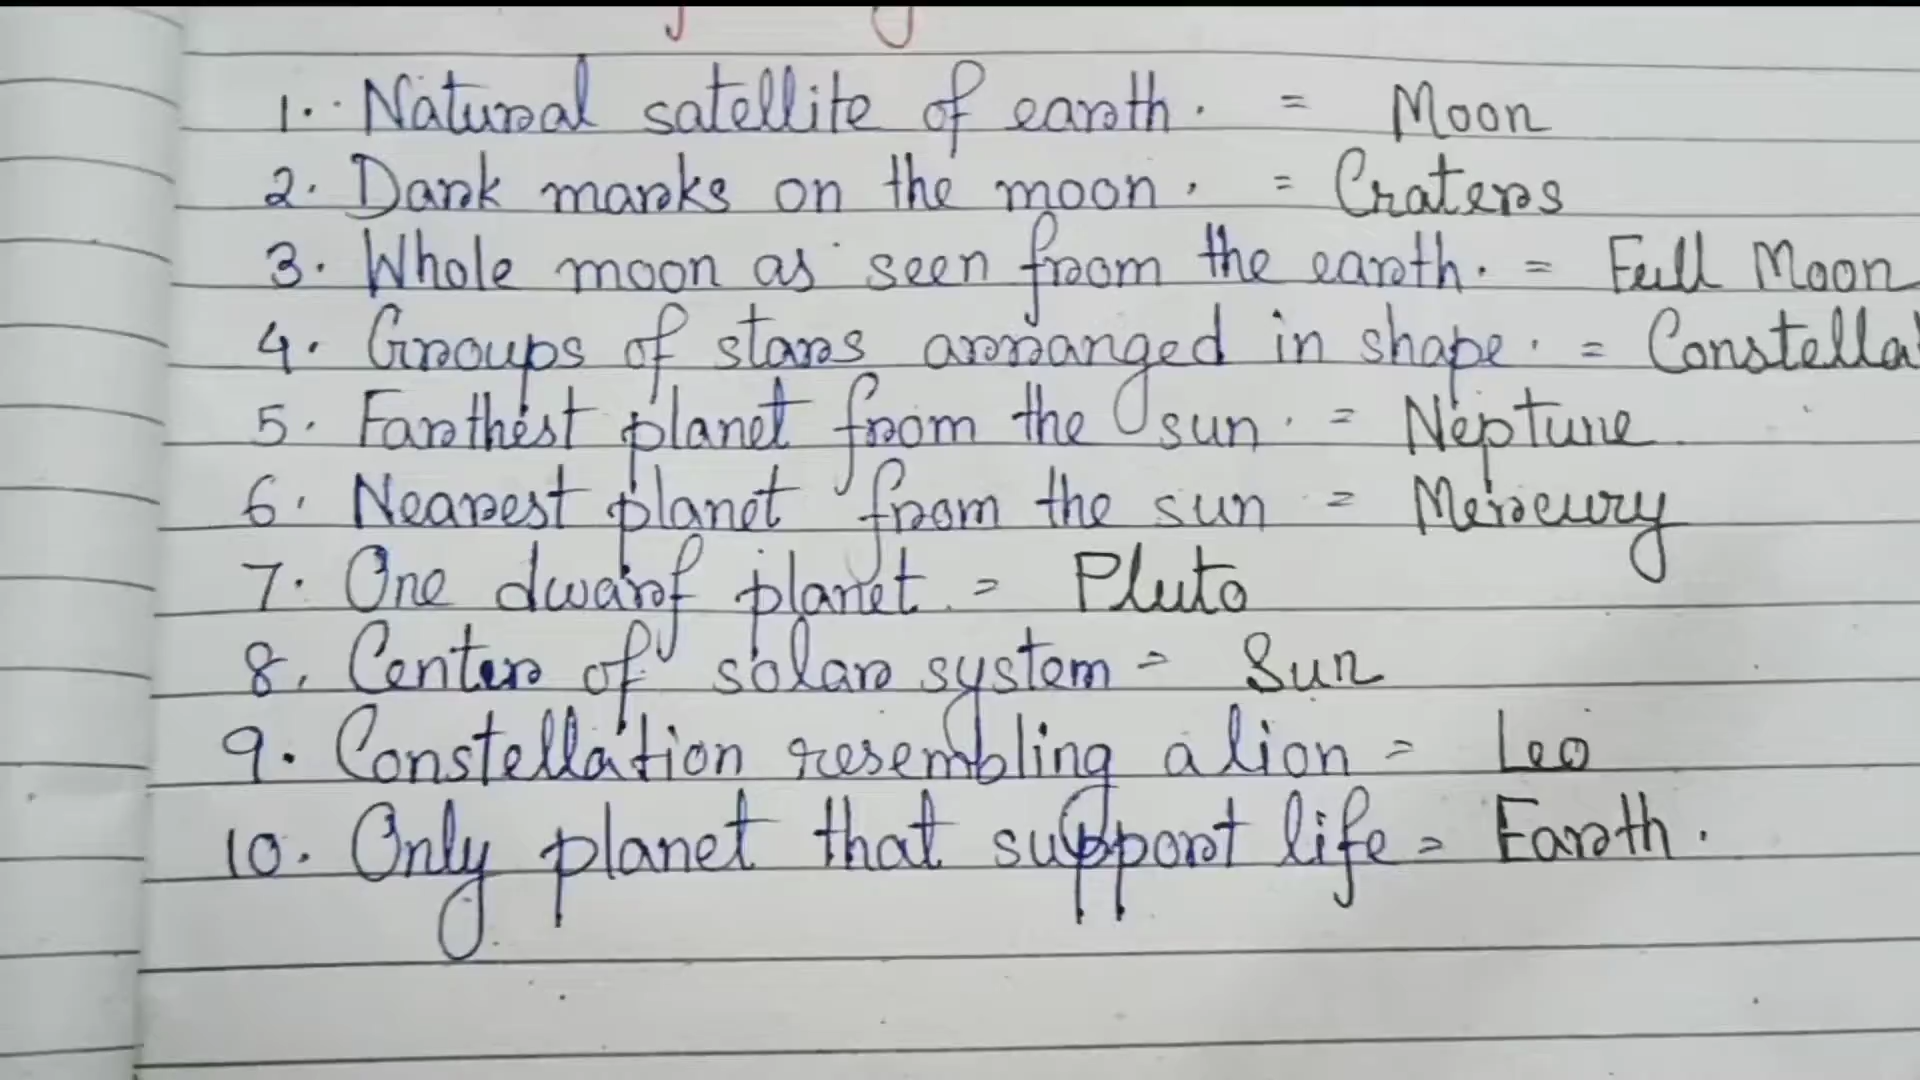 1. Natural satellite of earth. = Moon
2. Dark marks on the moon. = Craters
3. Whole moon as seen from the earth. = Full Moon
4. Groups of stars arranged in shape. = Constella
5. Farthest planet from the sun. = Neptune
6. Nearest planet from the sun = Mercury
7. One dwarf planet. = Pluto
8. Center of solar system = Sun
9. Constellation resembling a lion = Leo
10. Only planet that support life = Earth.